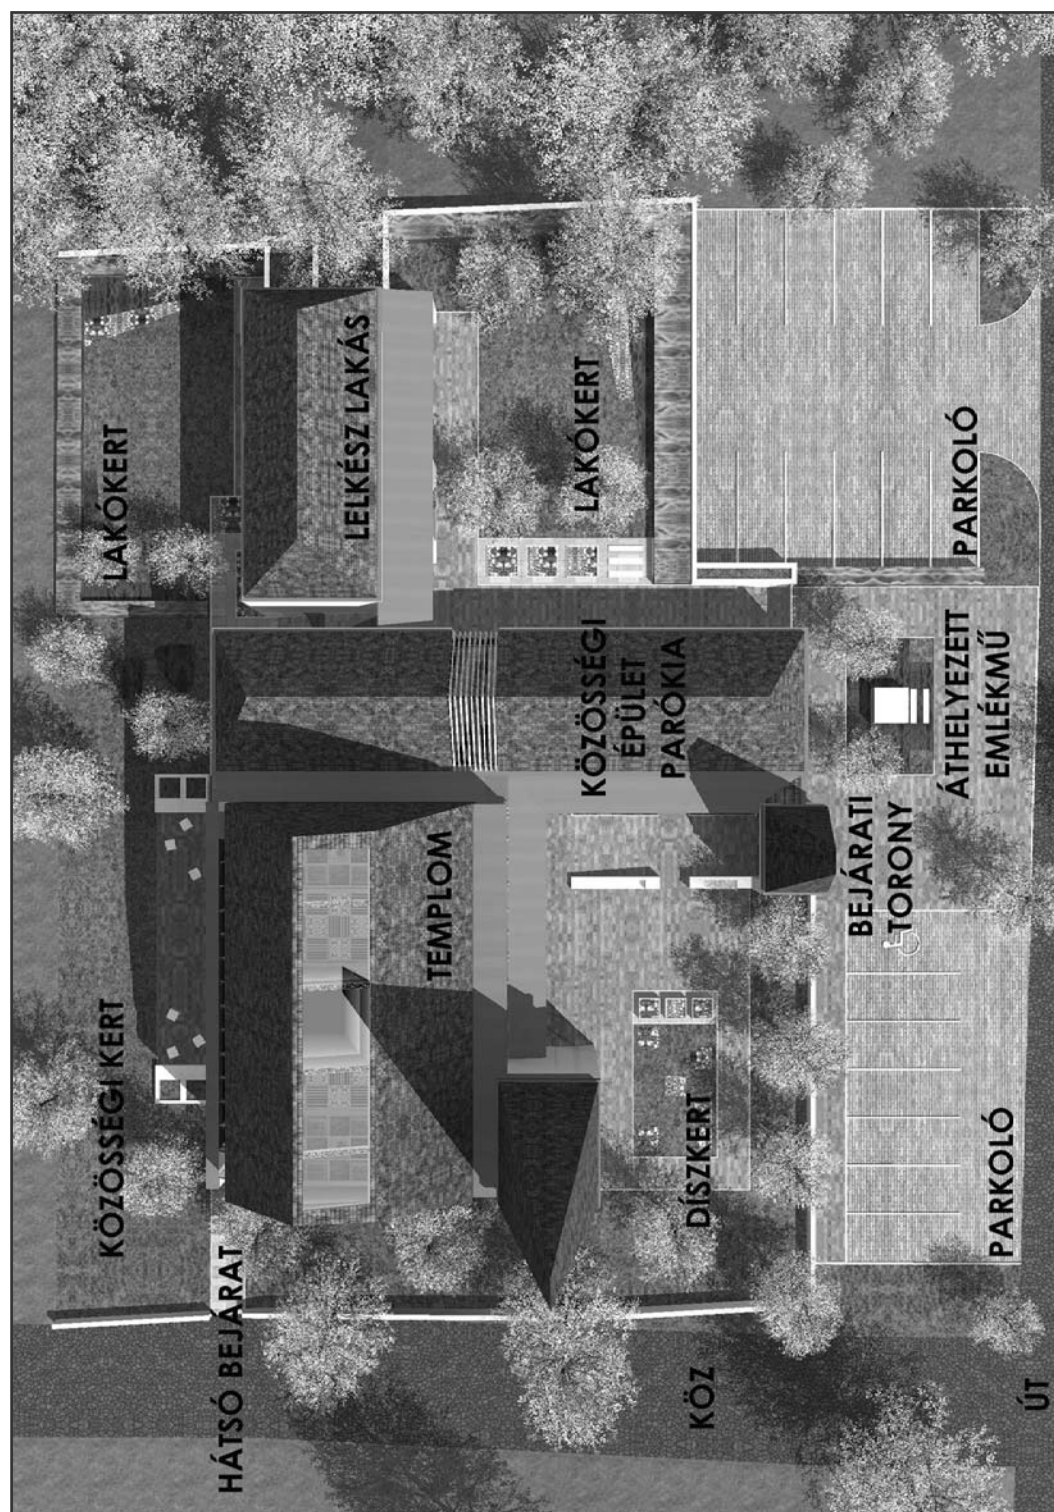 LAKÓKERT
LELKÉSZ LAKÁS
LAKÓKERT
PARKOLÓ
KÖZÖSSÉGI KERT
TEMPLOM
KÖZÖSSÉGI
ÉPÜLET
PARÓKIA
ÁTHELYEZETT
EMLÉKMŰ
BEJÁRATI
TORONY
HÁTSÓ BEJÁRAT
DÍSZKERT
PARKOLÓ
KÖZ
ÚT